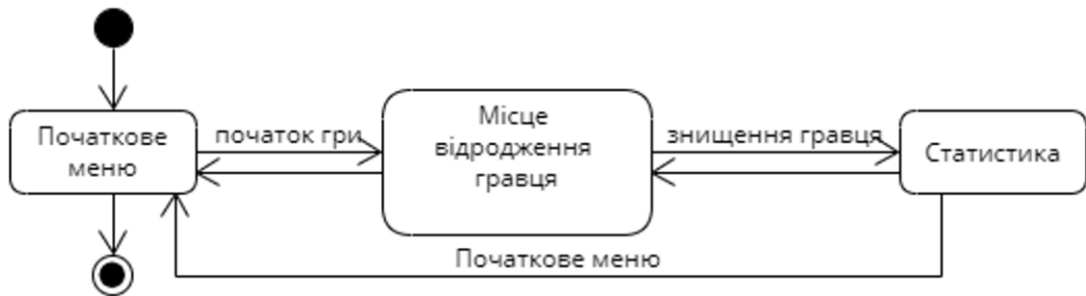 Початкове
меню
початок гри
Місце
відродження
гравця
знищення гравця
Статистика
Початкове меню